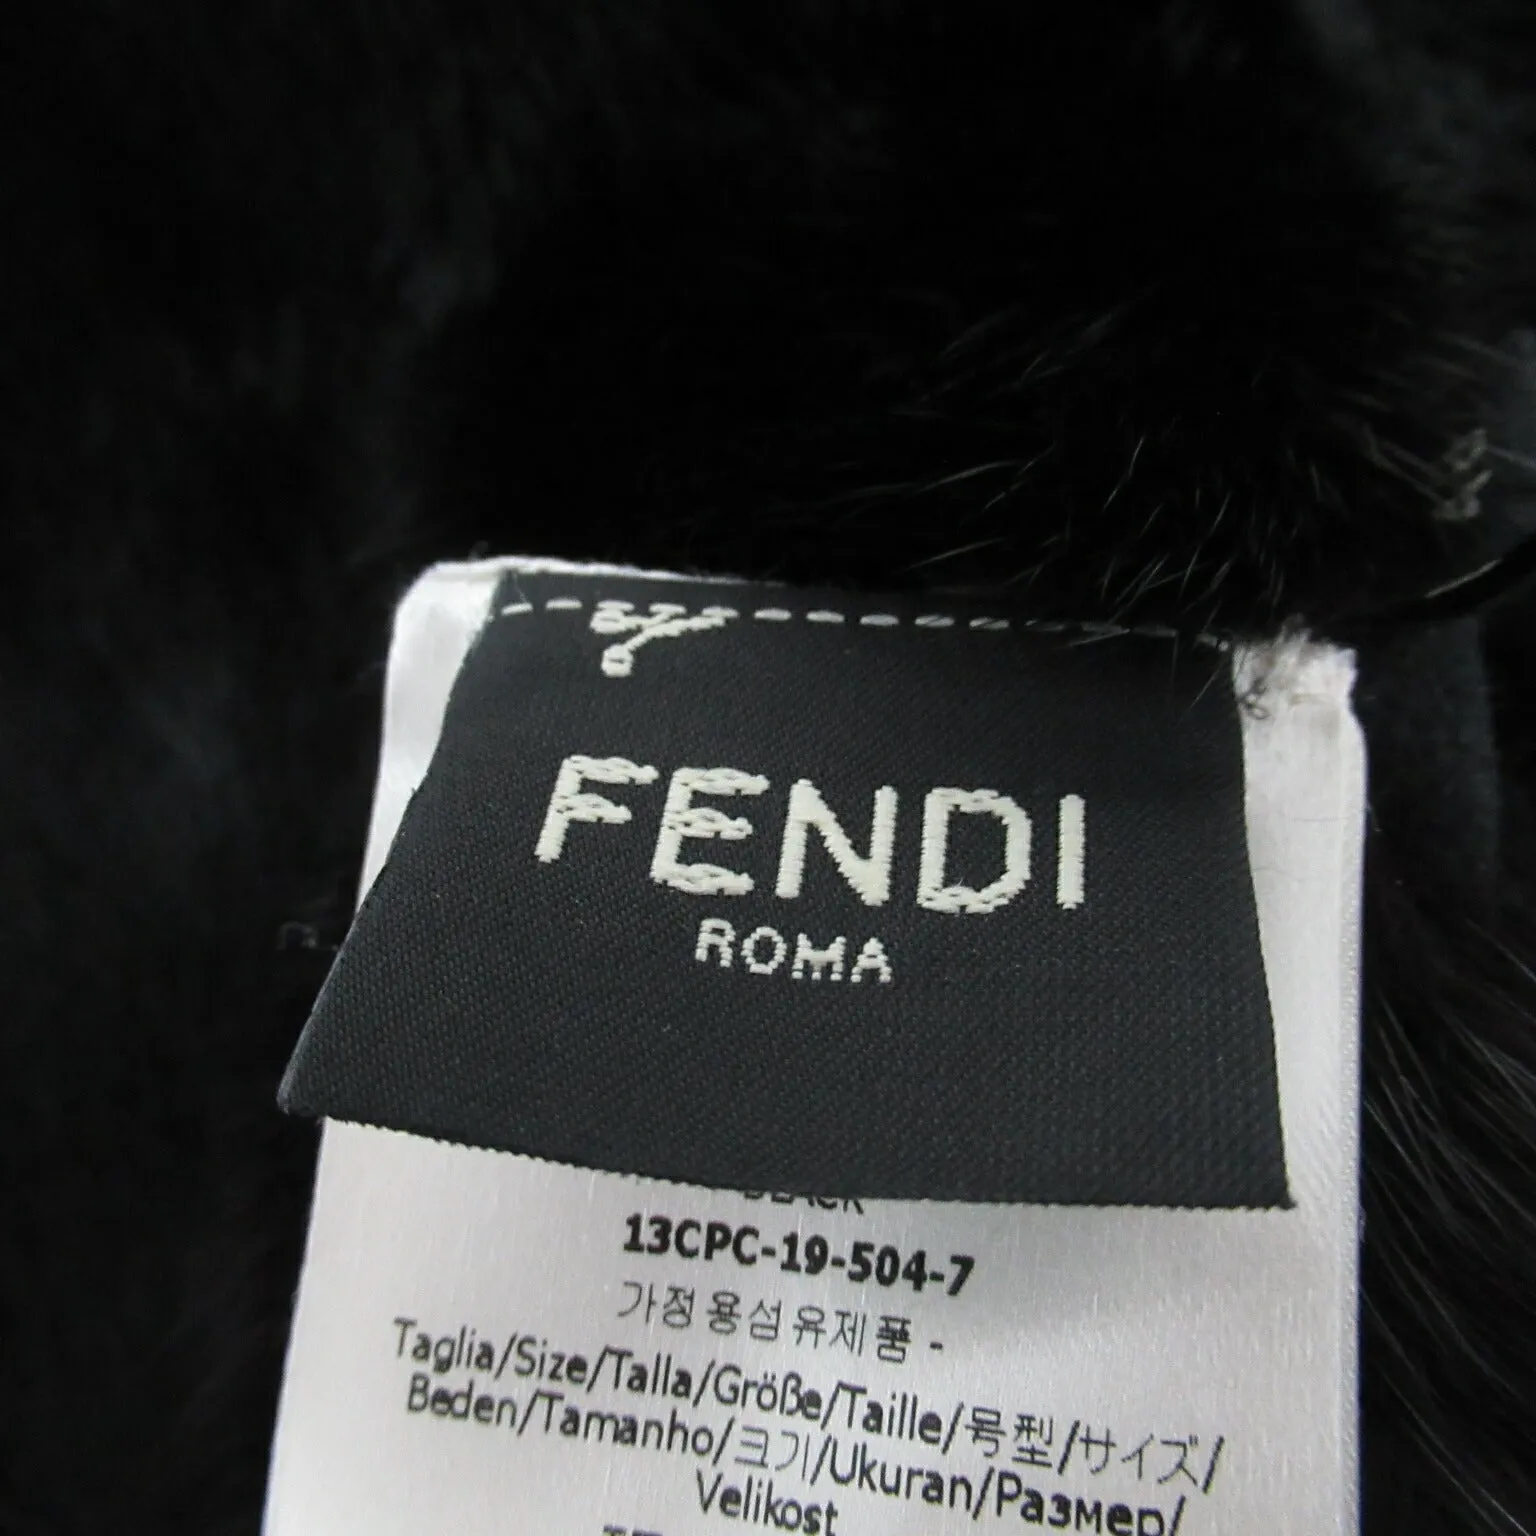 FENDI
ROMA
BLACK
13CPC-19-504-7
가정용섬유제품 -
Taglia/Size/Talla/Größe/Taille/号型/サイズ/
Beden/Tamanho/크기/Ukuran/Размер/
Velikost